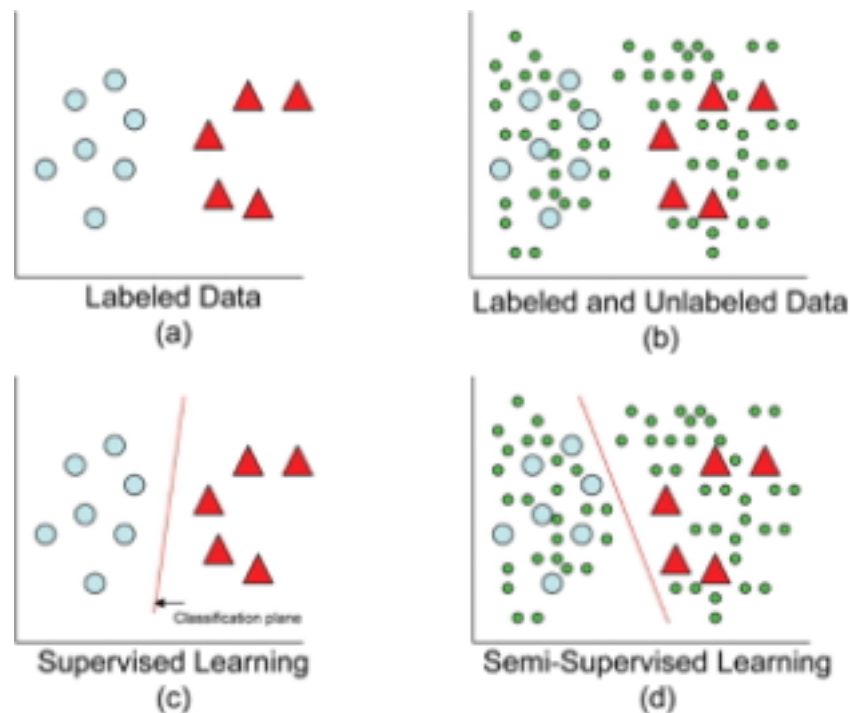 Labeled Data
(a)
Labeled and Unlabeled Data
(b)
Classification plane
Supervised Learning
(c)
Semi-Supervised Learning
(d)